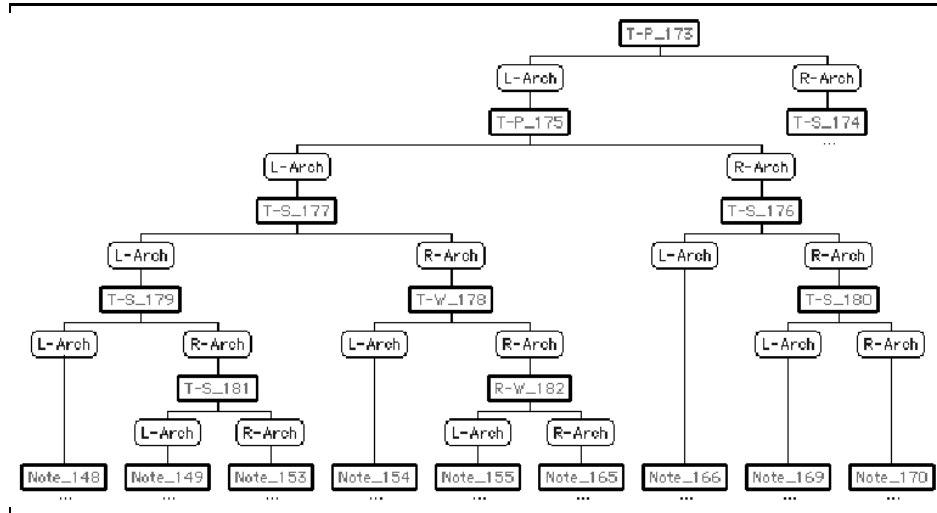 T-P_173
L-Arch R-Arch
T-P_175 T-S_174
...
L-Arch R-Arch
T-S_177 T-S_176
L-Arch R-Arch L-Arch R-Arch
T-S_179 T-W_178 T-S_180
L-Arch R-Arch L-Arch R-Arch L-Arch R-Arch
T-S_181 R-W_182
L-Arch R-Arch L-Arch R-Arch
Note_148 Note_149 Note_153 Note_154 Note_155 Note_165 Note_166 Note_169 Note_170
... ... ... ... ... ... ... ... ...